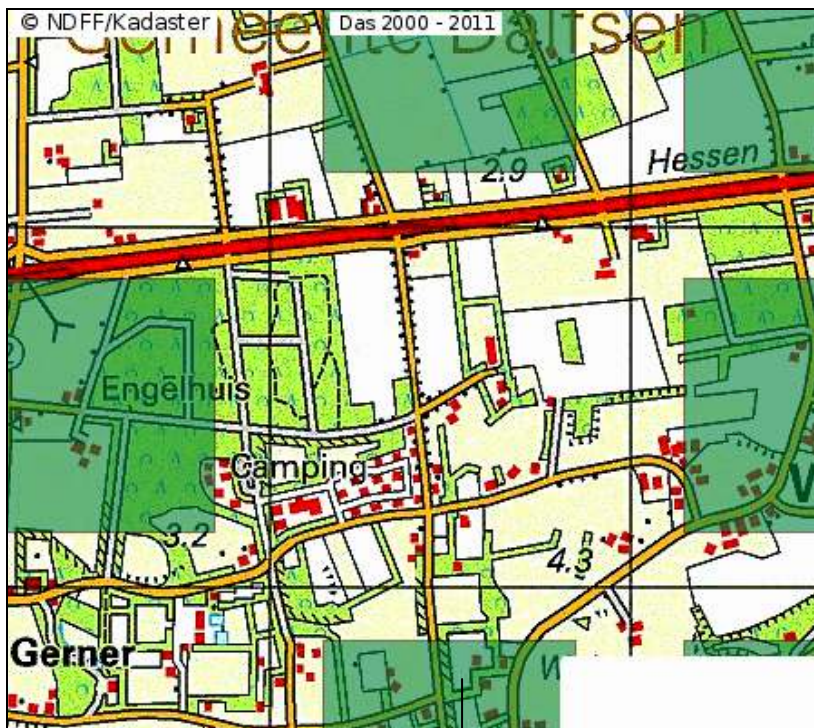 © NDFF/Kadaster
Das 2000 - 2011
Gemeente Dalfsen
Hessen
2.9
Engelhuis
Camping
3.2
4.3
Gerner